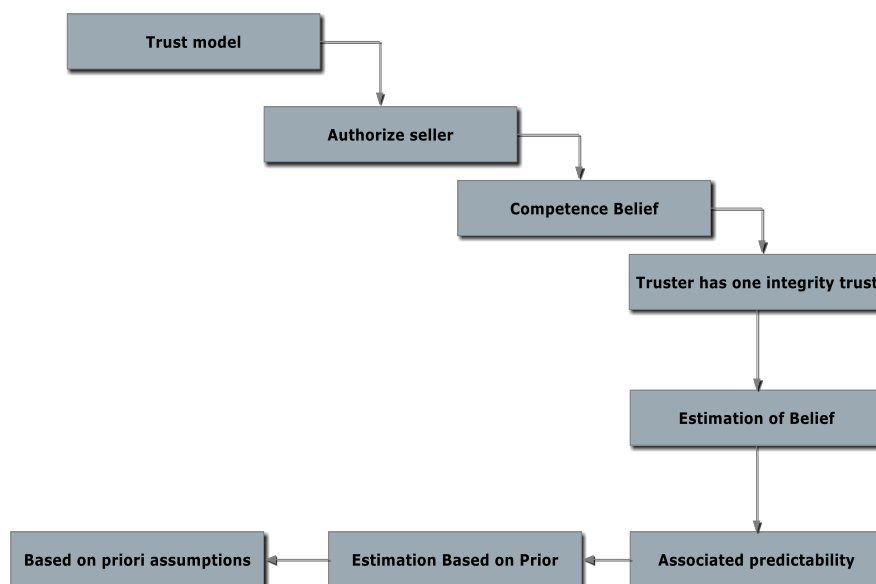 Trust model
Authorize seller
Competence Belief
Truster has one integrity trust
Estimation of Belief
Associated predictability
Estimation Based on Prior
Based on priori assumptions